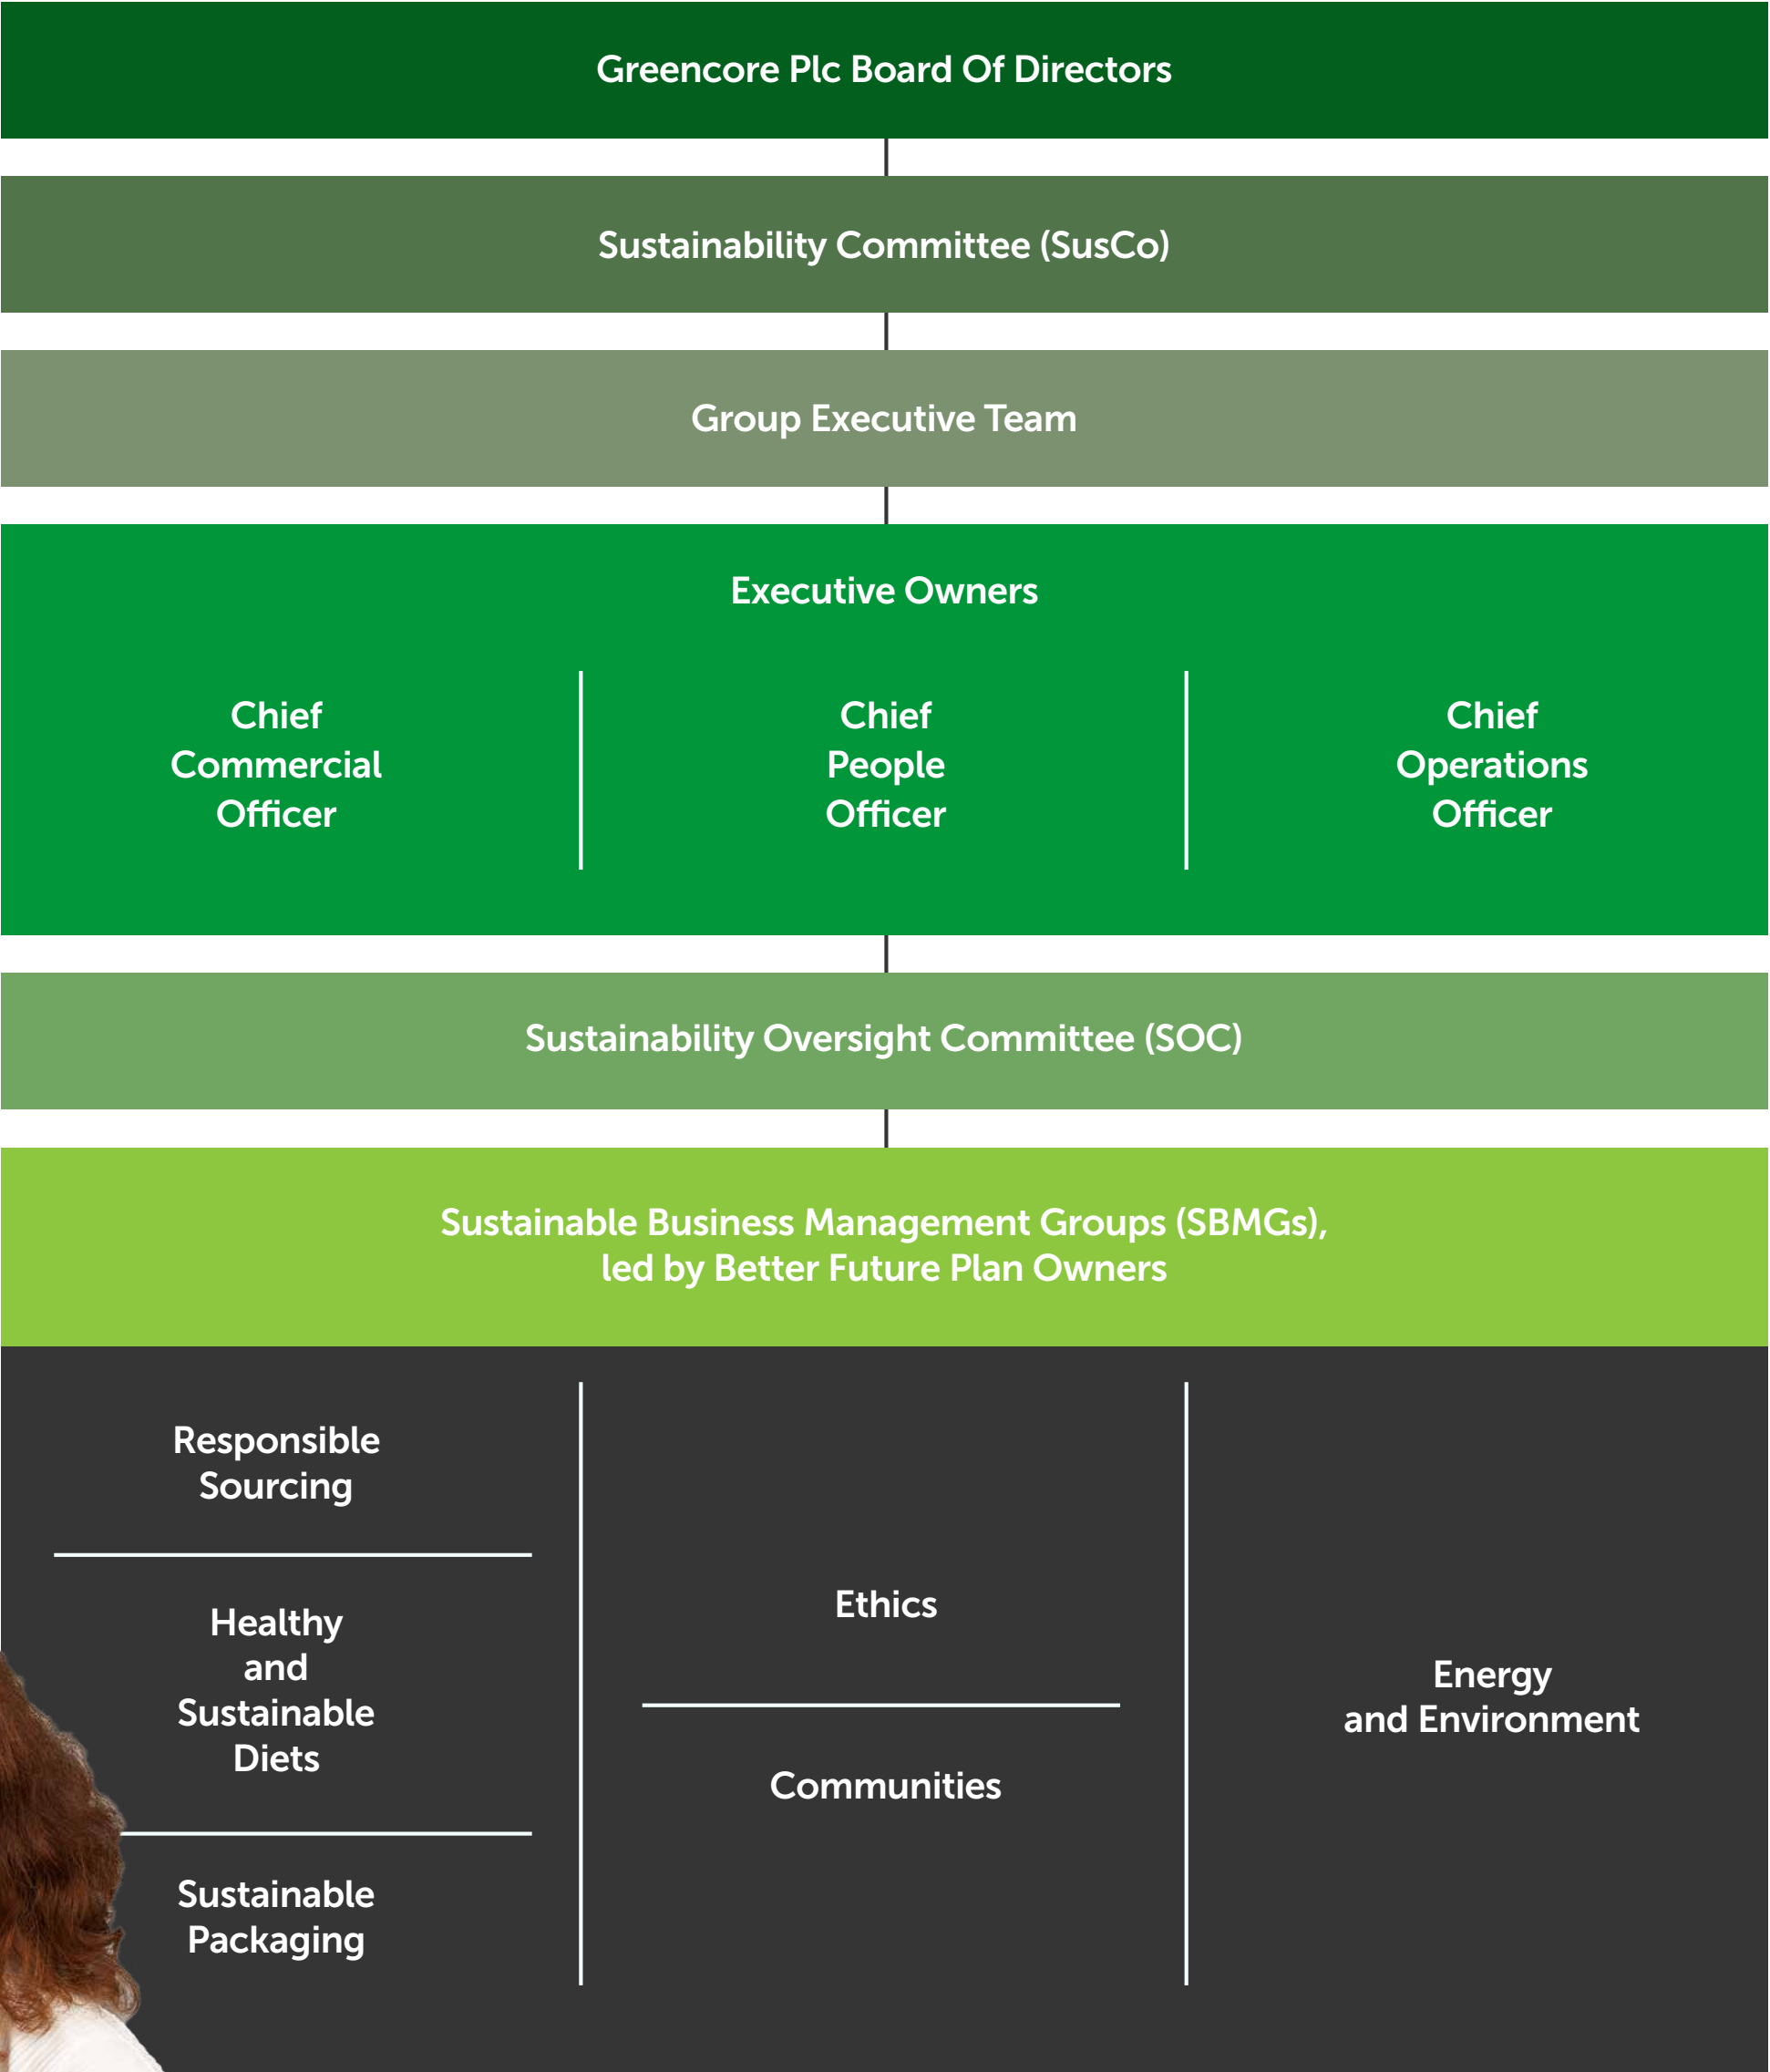 Greencore Plc Board Of Directors
Sustainability Committee (SusCo)
Group Executive Team
Executive Owners
Chief
Commercial
Officer
Chief
People
Officer
Chief
Operations
Officer
Sustainability Oversight Committee (SOC)
Sustainable Business Management Groups (SBMGs),
led by Better Future Plan Owners
Responsible
Sourcing
Healthy
and
Sustainable
Diets
Sustainable
Packaging
Ethics
Communities
Energy
and Environment